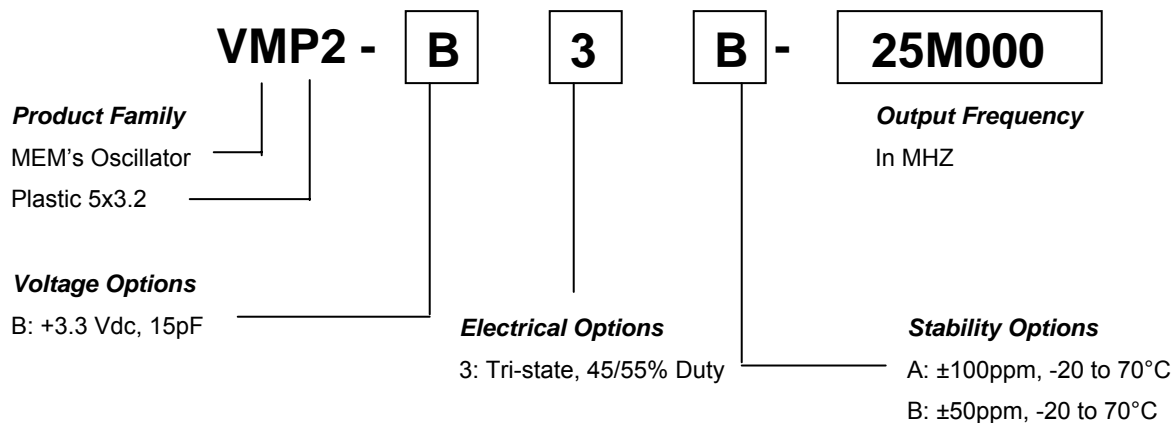 VMP2 - B 3 B - 25M000
Product Family
MEM's Oscillator
Plastic 5x3.2
Output Frequency
In MHZ
Voltage Options
B: +3.3 Vdc, 15pF
Electrical Options
3: Tri-state, 45/55% Duty
Stability Options
A: ±100ppm, -20 to 70°C
B: ±50ppm, -20 to 70°C